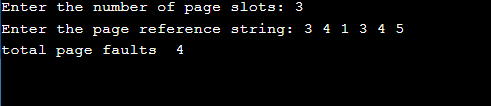 Enter the number of page slots: 3
Enter the page reference string: 3 4 1 3 4 5
total page faults  4